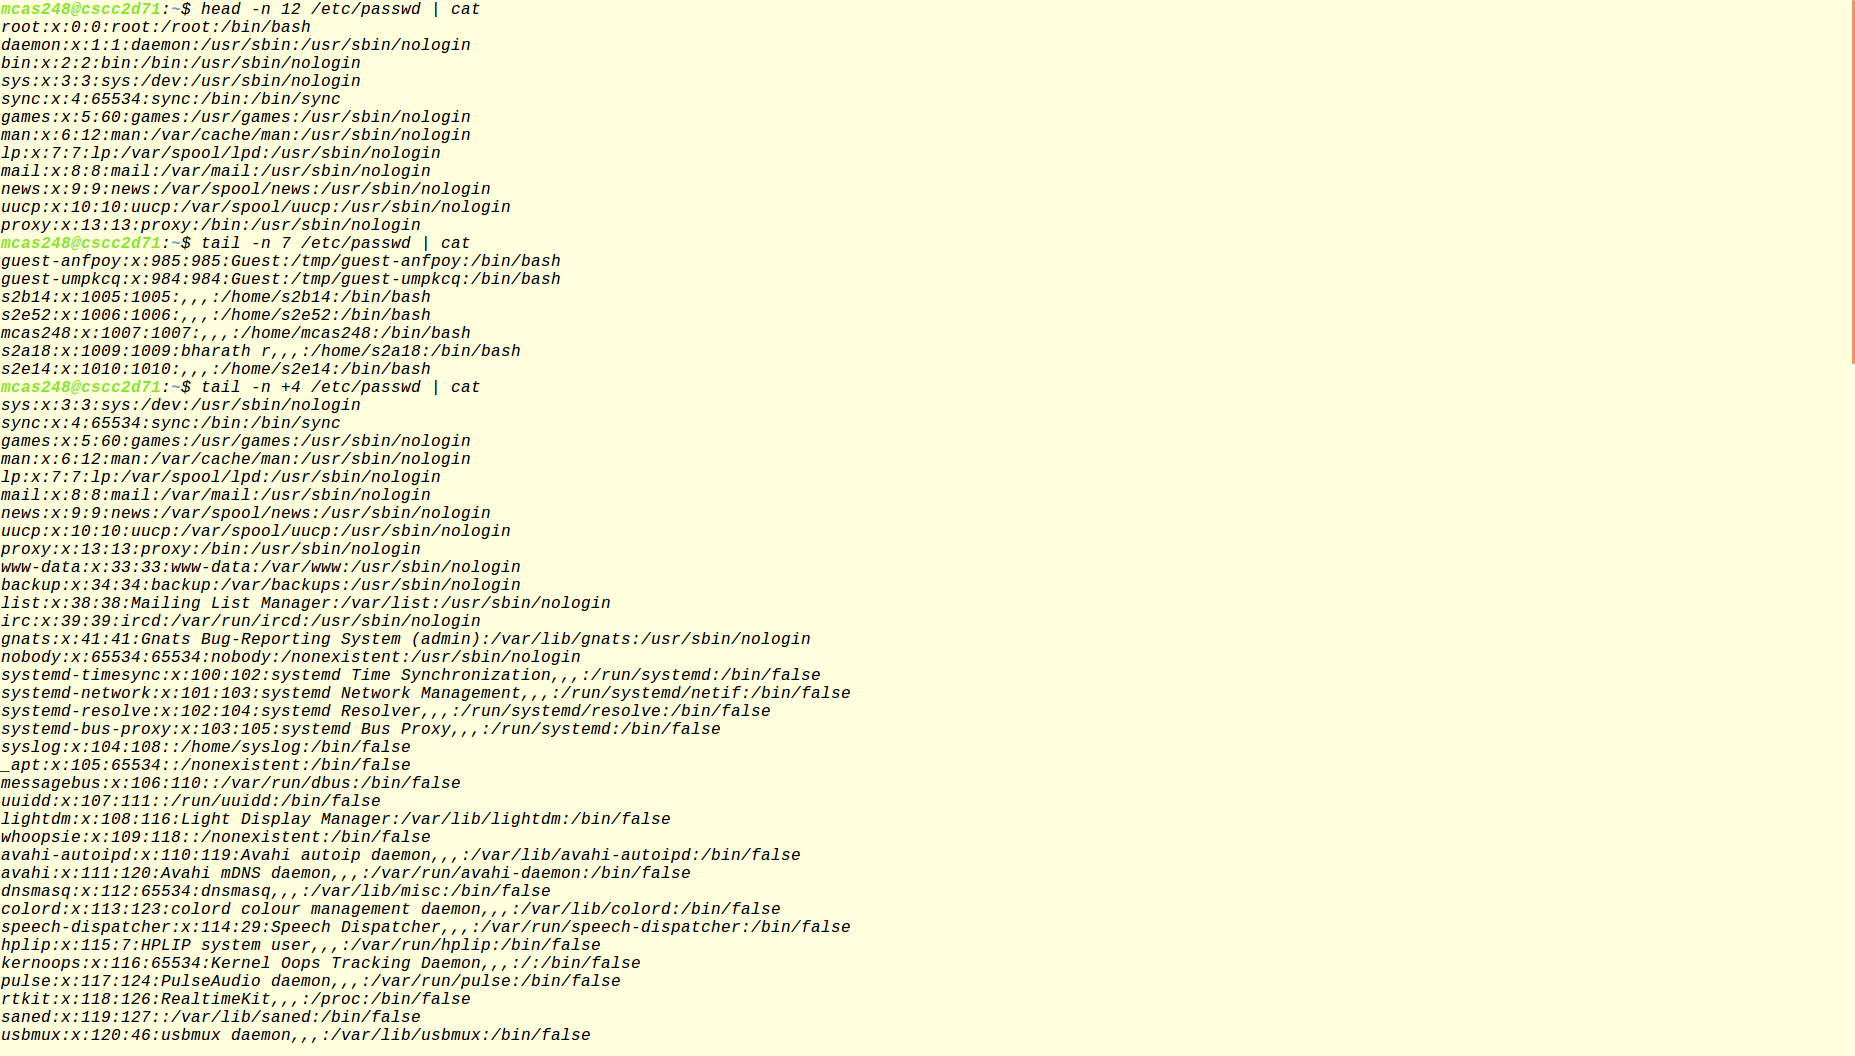 mcas248@cscc2d71:~$ head -n 12 /etc/passwd | cat
root:x:0:0:root:/root:/bin/bash
daemon:x:1:1:daemon:/usr/sbin:/usr/sbin/nologin
bin:x:2:2:bin:/bin:/usr/sbin/nologin
sys:x:3:3:sys:/dev:/usr/sbin/nologin
sync:x:4:65534:sync:/bin:/bin/sync
games:x:5:60:games:/usr/games:/usr/sbin/nologin
man:x:6:12:man:/var/cache/man:/usr/sbin/nologin
lp:x:7:7:lp:/var/spool/lpd:/usr/sbin/nologin
mail:x:8:8:mail:/var/mail:/usr/sbin/nologin
news:x:9:9:news:/var/spool/news:/usr/sbin/nologin
uucp:x:10:10:uucp:/var/spool/uucp:/usr/sbin/nologin
proxy:x:13:13:proxy:/bin:/usr/sbin/nologin
mcas248@cscc2d71:~$ tail -n 7 /etc/passwd | cat
guest-anfpoy:x:985:985:Guest:/tmp/guest-anfpoy:/bin/bash
guest-umpkcq:x:984:984:Guest:/tmp/guest-umpkcq:/bin/bash
s2b14:x:1005:1005:,,,:/home/s2b14:/bin/bash
s2e52:x:1006:1006:,,,:/home/s2e52:/bin/bash
mcas248:x:1007:1007:,,,:/home/mcas248:/bin/bash
s2a18:x:1009:1009:bharath r,,,:/home/s2a18:/bin/bash
s2e14:x:1010:1010:,,,:/home/s2e14:/bin/bash
mcas248@cscc2d71:~$ tail -n +4 /etc/passwd | cat
sys:x:3:3:sys:/dev:/usr/sbin/nologin
sync:x:4:65534:sync:/bin:/bin/sync
games:x:5:60:games:/usr/games:/usr/sbin/nologin
man:x:6:12:man:/var/cache/man:/usr/sbin/nologin
lp:x:7:7:lp:/var/spool/lpd:/usr/sbin/nologin
mail:x:8:8:mail:/var/mail:/usr/sbin/nologin
news:x:9:9:news:/var/spool/news:/usr/sbin/nologin
uucp:x:10:10:uucp:/var/spool/uucp:/usr/sbin/nologin
proxy:x:13:13:proxy:/bin:/usr/sbin/nologin
www-data:x:33:33:www-data:/var/www:/usr/sbin/nologin
backup:x:34:34:backup:/var/backups:/usr/sbin/nologin
list:x:38:38:Mailing List Manager:/var/list:/usr/sbin/nologin
irc:x:39:39:ircd:/var/run/ircd:/usr/sbin/nologin
gnats:x:41:41:Gnats Bug-Reporting System (admin):/var/lib/gnats:/usr/sbin/nologin
nobody:x:65534:65534:nobody:/nonexistent:/usr/sbin/nologin
systemd-timesync:x:100:102:systemd Time Synchronization,,,:/run/systemd:/bin/false
systemd-network:x:101:103:systemd Network Management,,,:/run/systemd/netif:/bin/false
systemd-resolve:x:102:104:systemd Resolver,,,:/run/systemd/resolve:/bin/false
systemd-bus-proxy:x:103:105:systemd Bus Proxy,,,:/run/systemd:/bin/false
syslog:x:104:108::/home/syslog:/bin/false
_apt:x:105:65534::/nonexistent:/bin/false
messagebus:x:106:110::/var/run/dbus:/bin/false
uuidd:x:107:111::/run/uuidd:/bin/false
lightdm:x:108:116:Light Display Manager:/var/lib/lightdm:/bin/false
whoopsie:x:109:118::/nonexistent:/bin/false
avahi-autoipd:x:110:119:Avahi autoip daemon,,,:/var/lib/avahi-autoipd:/bin/false
avahi:x:111:120:Avahi mDNS daemon,,,:/var/run/avahi-daemon:/bin/false
dnsmasq:x:112:65534:dnsmasq,,,:/var/lib/misc:/bin/false
colord:x:113:123:colord colour management daemon,,,:/var/lib/colord:/bin/false
speech-dispatcher:x:114:29:Speech Dispatcher,,,:/var/run/speech-dispatcher:/bin/false
hplip:x:115:7:HPLIP system user,,,:/var/run/hplip:/bin/false
kernoops:x:116:65534:Kernel Oops Tracking Daemon,,,:/:/bin/false
pulse:x:117:124:PulseAudio daemon,,,:/var/run/pulse:/bin/false
rtkit:x:118:126:RealtimeKit,,,:/proc:/bin/false
saned:x:119:127::/var/lib/saned:/bin/false
usbmux:x:120:46:usbmux daemon,,,:/var/lib/usbmux:/bin/false